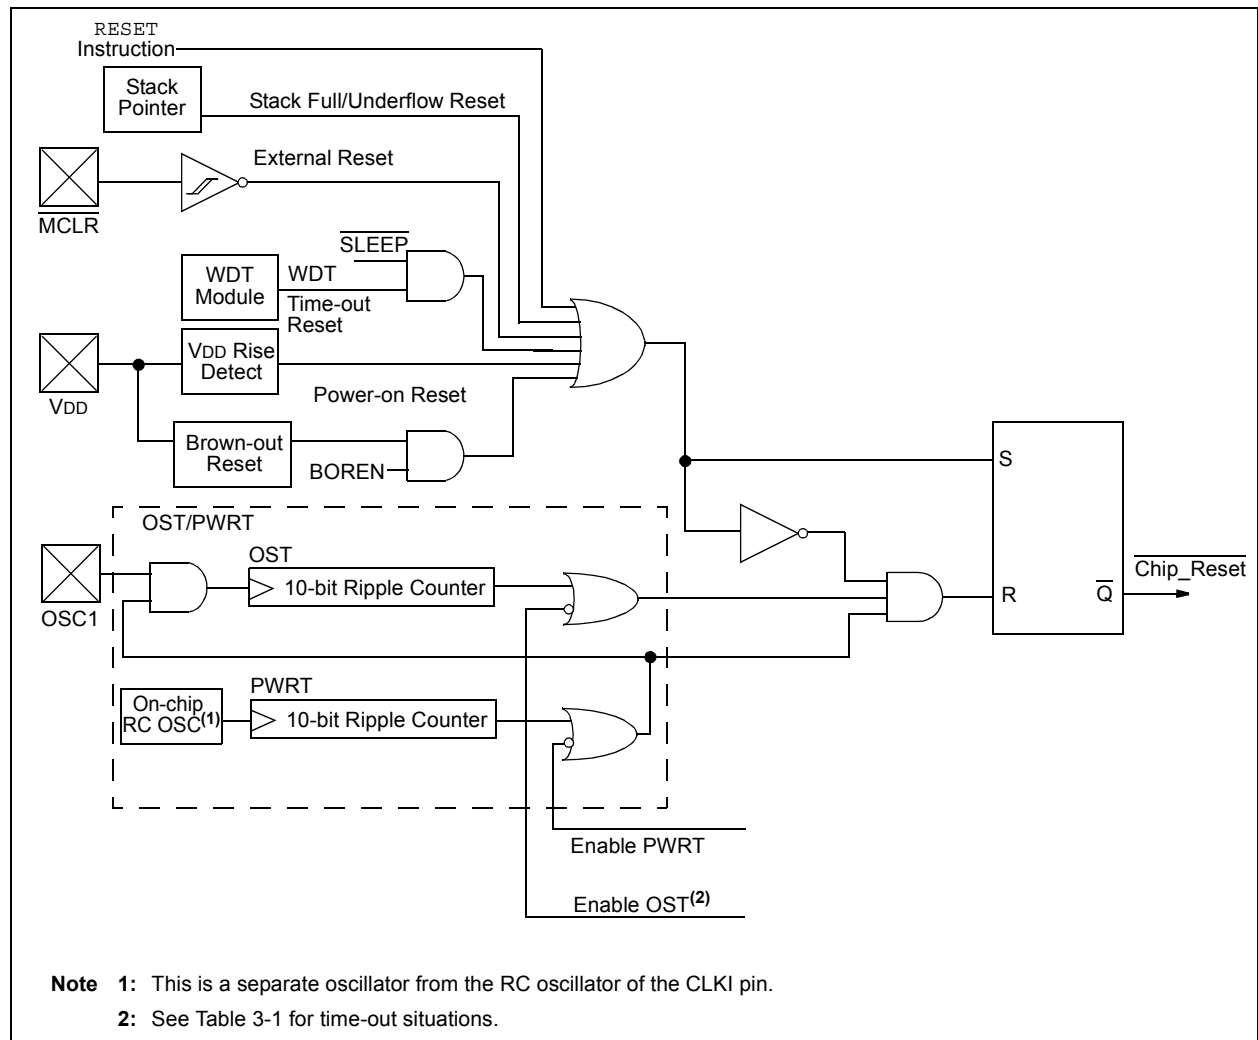 RESET
Instruction
Stack
Pointer
Stack Full/Underflow Reset
External Reset
MCLR
SLEEP
WDT
Module
WDT
Time-out
Reset
VDD Rise
Detect
VDD
Power-on Reset
Brown-out
Reset
BOREN
S
OST/PWRT
OST
10-bit Ripple Counter
OSC1
R
Q
Chip_Reset
PWRT
On-chip
RC OSC(1)
10-bit Ripple Counter
Enable PWRT
Enable OST(2)
Note 1: This is a separate oscillator from the RC oscillator of the CLKI pin.
2: See Table 3-1 for time-out situations.